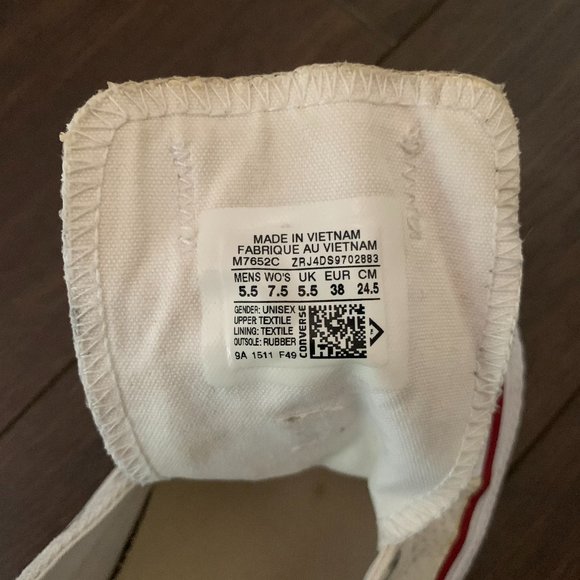 MADE IN VIETNAM
FABRIQUE AU VIETNAM
M7652C ZRJ4DS9702883
MENS WO'S UK EUR CM
5.5 7.5 5.5 38 24.5
GENDER: UNISEX
UPPER TEXTILE
LINING: TEXTILE
OUTSOLE: RUBBER
9A 1511 F49
CONVERSE